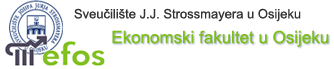 Sveučilište J.J. Strossmayera u Osijeku
Ekonomski fakultet u Osijeku
efos